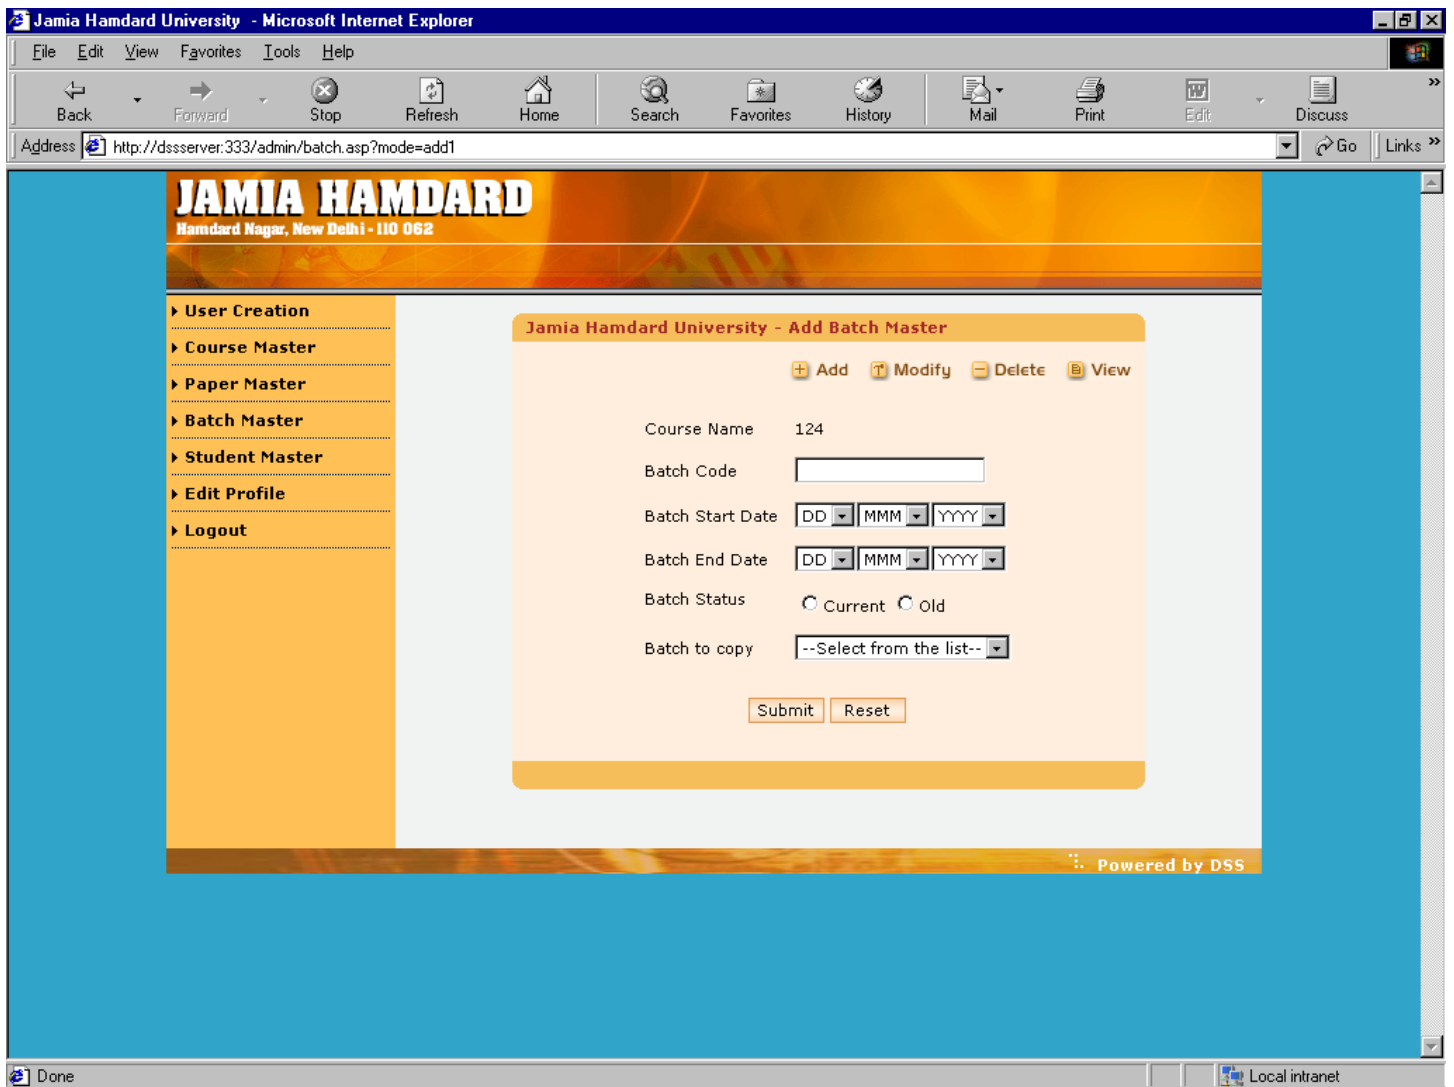 Jamia Hamdard University - Microsoft Internet Explorer
File Edit View Favorites Tools Help
Back Forward Stop Refresh Home Search Favorites History Mail Print Edit Discuss »
Address http://dssserver:333/admin/batch.asp?mode=add1 Go Links »
JAMIA HAMDARD
Hamdard Nagar, New Delhi - 110 062
User Creation
Course Master
Paper Master
Batch Master
Student Master
Edit Profile
Logout
Jamia Hamdard University - Add Batch Master
Add Modify Delete View
Course Name 124
Batch Code
Batch Start Date DD MMM YYYY
Batch End Date DD MMM YYYY
Batch Status Current Old
Batch to copy --Select from the list--
Submit Reset
Powered by DSS
Done Local intranet